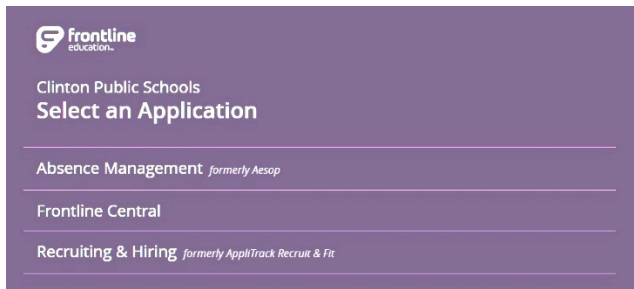 frontline
education™
Clinton Public Schools
Select an Application
Absence Management formerly Aesop
Frontline Central
Recruiting & Hiring formerly AppliTrack Recruit & Fit